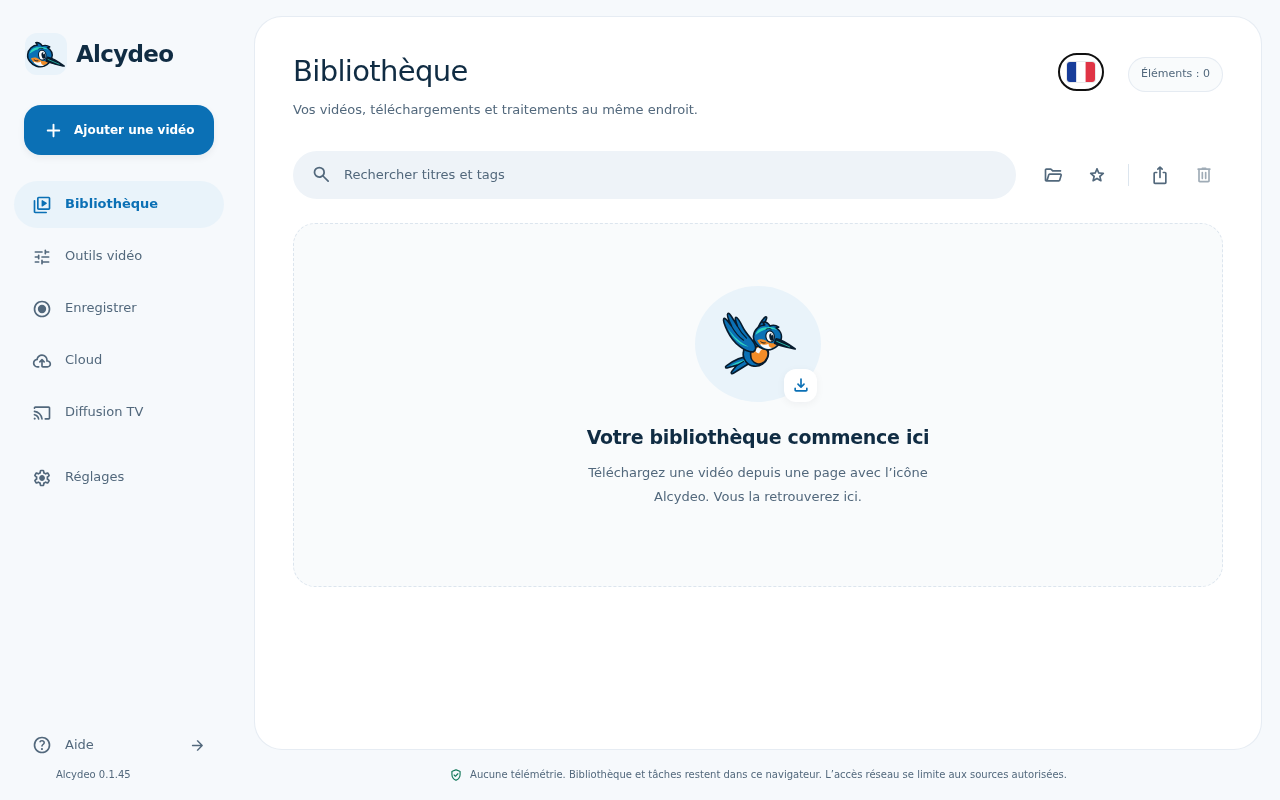 Alcydeo
Ajouter une vidéo
Bibliothèque
Outils vidéo
Enregistrer
Cloud
Diffusion TV
Réglages
Aide
Alcydeo 0.1.45
Bibliothèque
Vos vidéos, téléchargements et traitements au même endroit.
Éléments : 0
Rechercher titres et tags
Votre bibliothèque commence ici
Téléchargez une vidéo depuis une page avec l’icône
Alcydeo. Vous la retrouverez ici.
Aucune télémétrie. Bibliothèque et tâches restent dans ce navigateur. L’accès réseau se limite aux sources autorisées.